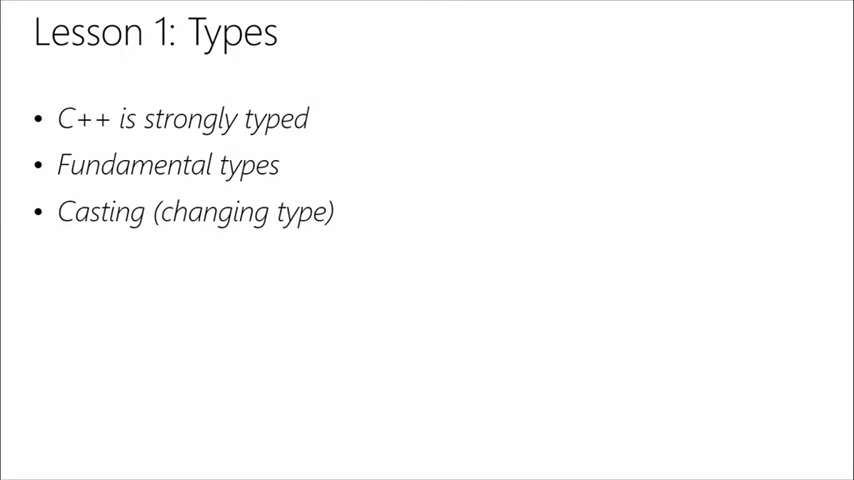 Lesson 1: Types
• C++ is strongly typed
• Fundamental types
• Casting (changing type)